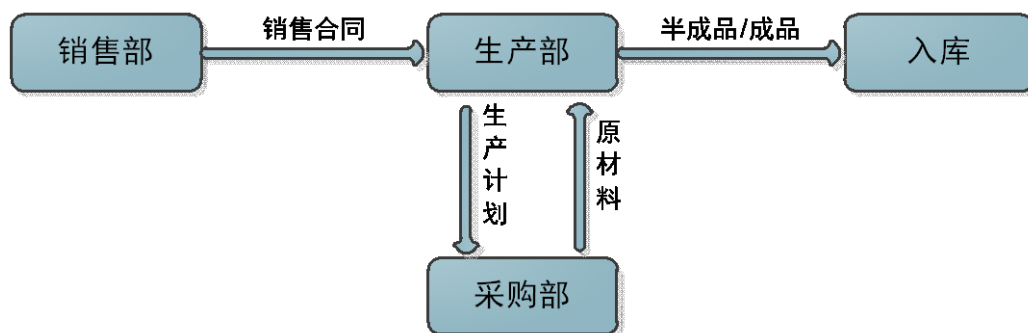 销售部
销售合同
生产部
半成品/成品
入库
生产计划
原材料
采购部